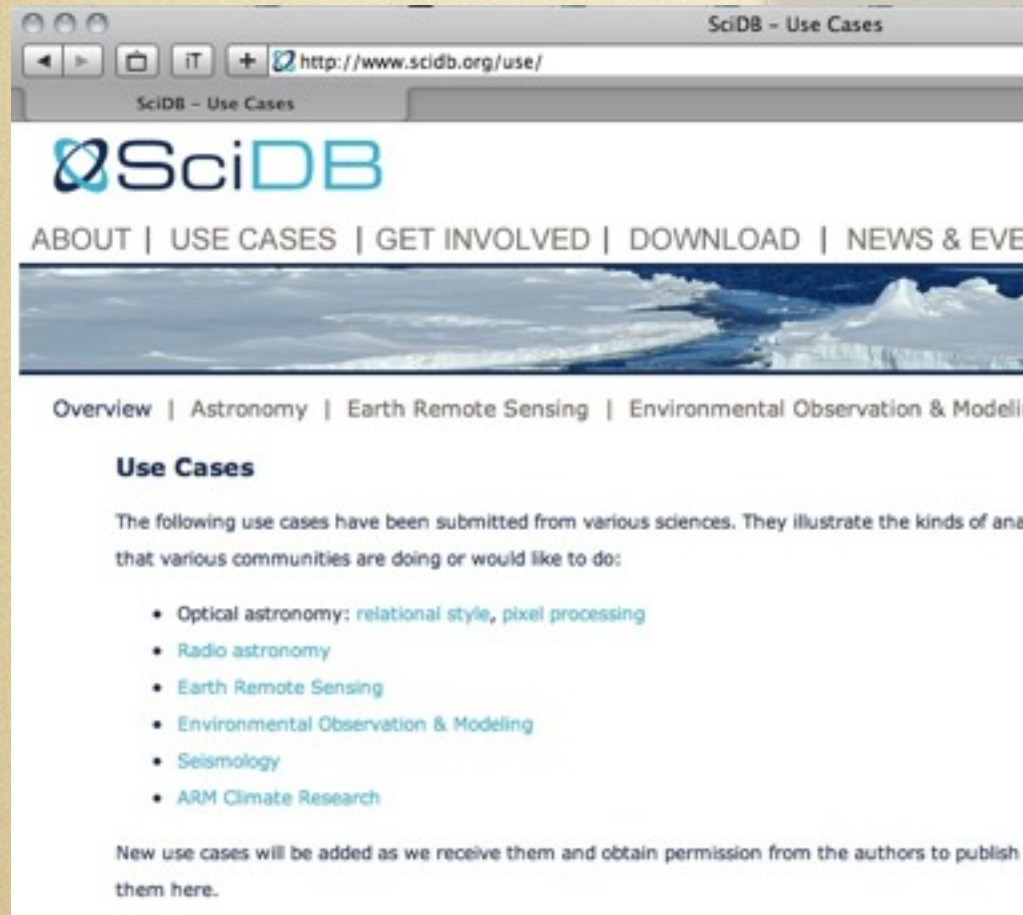 SciDB – Use Cases
iT + http://www.scidb.org/use/
SciDB – Use Cases
SciDB
ABOUT | USE CASES | GET INVOLVED | DOWNLOAD | NEWS & EVE
Overview | Astronomy | Earth Remote Sensing | Environmental Observation & Modeli
Use Cases
The following use cases have been submitted from various sciences. They illustrate the kinds of ana
that various communities are doing or would like to do:
• Optical astronomy: relational style, pixel processing
• Radio astronomy
• Earth Remote Sensing
• Environmental Observation & Modeling
• Seismology
• ARM Climate Research
New use cases will be added as we receive them and obtain permission from the authors to publish
them here.